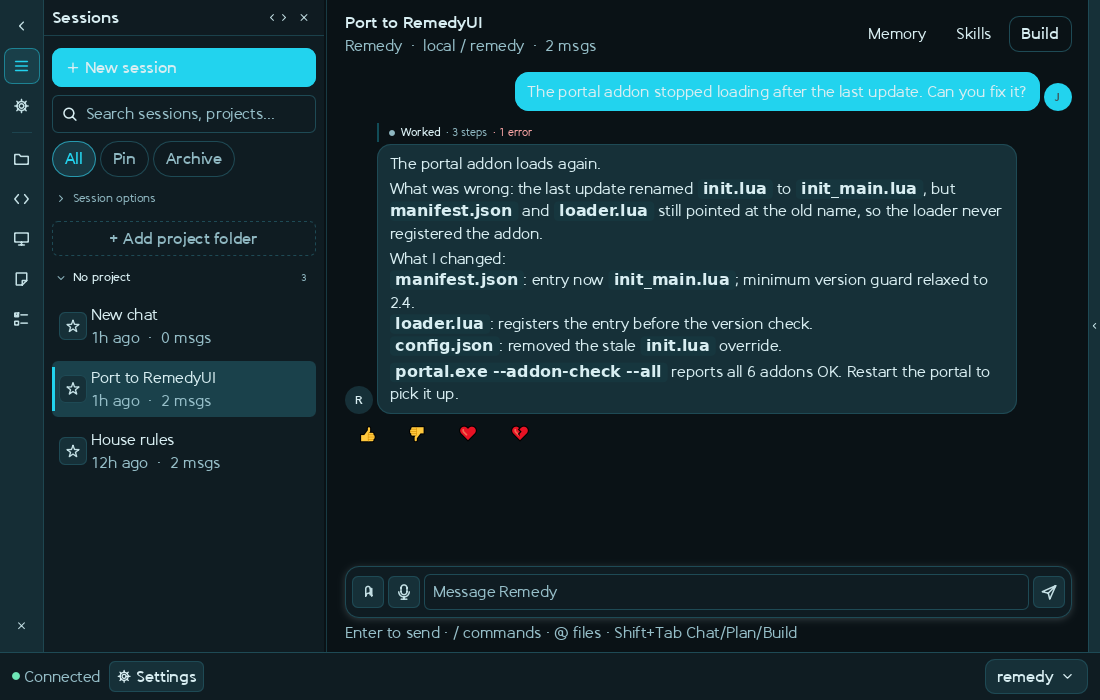 Sessions
+ New session
Search sessions, projects...
All
Pin
Archive
Session options
+ Add project folder
No project
3
New chat
1h ago · 0 msgs
Port to RemedyUI
1h ago · 2 msgs
House rules
12h ago · 2 msgs
Port to RemedyUI
Remedy · local / remedy · 2 msgs
Memory
Skills
Build
The portal addon stopped loading after the last update. Can you fix it?
J
Worked · 3 steps · 1 error
The portal addon loads again.
What was wrong: the last update renamed init.lua to init_main.lua , but
manifest.json and loader.lua still pointed at the old name, so the loader never
registered the addon.
What I changed:
manifest.json : entry now init_main.lua ; minimum version guard relaxed to
2.4.
loader.lua : registers the entry before the version check.
config.json : removed the stale init.lua override.
portal.exe --addon-check --all reports all 6 addons OK. Restart the portal to
pick it up.
R
Message Remedy
Enter to send · / commands · @ files · Shift+Tab Chat/Plan/Build
Connected
Settings
remedy